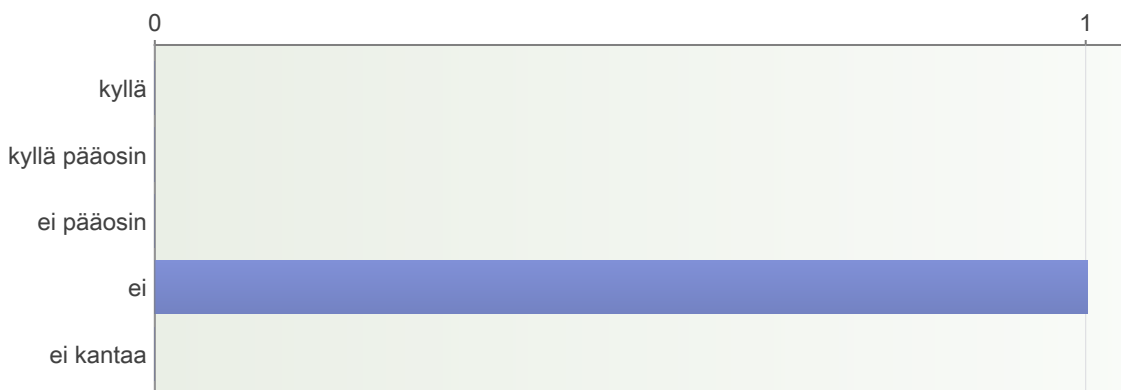 0 1
kyllä
kyllä pääosin
ei pääosin
ei
ei kantaa